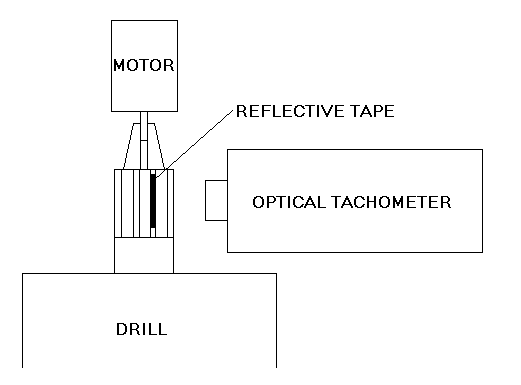 MOTOR
REFLECTIVE TAPE
OPTICAL TACHOMETER
DRILL